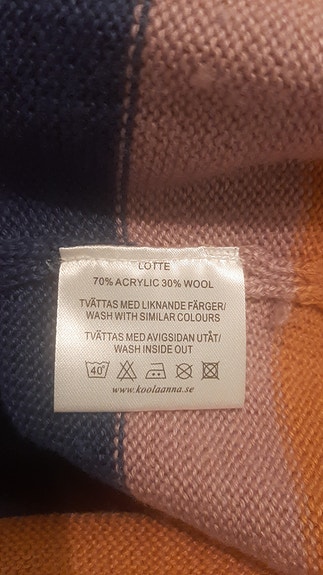 LOTTE
70% ACRYLIC 30% WOOL
TVÄTTAS MED LIKNANDE FÄRGER/
WASH WITH SIMILAR COLOURS
TVÄTTAS MED AVIGSIDAN UTÅT/
WASH INSIDE OUT
40°
www.koolaanna.se